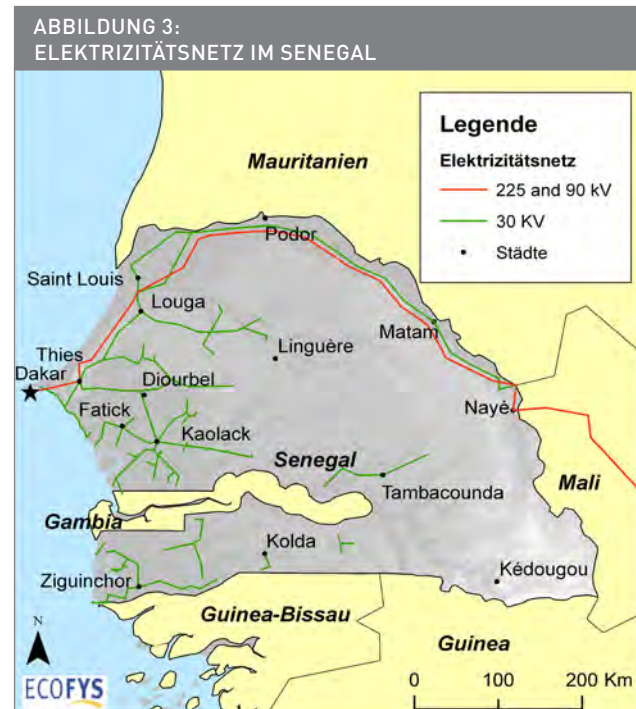 ABBILDUNG 3:
ELEKTRIZITÄTSNETZ IM SENEGAL
Legende
Elektrizitätsnetz
225 and 90 kV
30 KV
Städte
Mauritanien
Podor
Saint Louis
Louga
Matam
Linguère
Thies
Dakar
Diourbel
Nayè
Fatick
Kaolack
Senegal
Mali
Tambacounda
Gambia
Kolda
Kédougou
Ziguinchor
Guinea-Bissau
Guinea
N
ECOFYS
0 100 200 Km